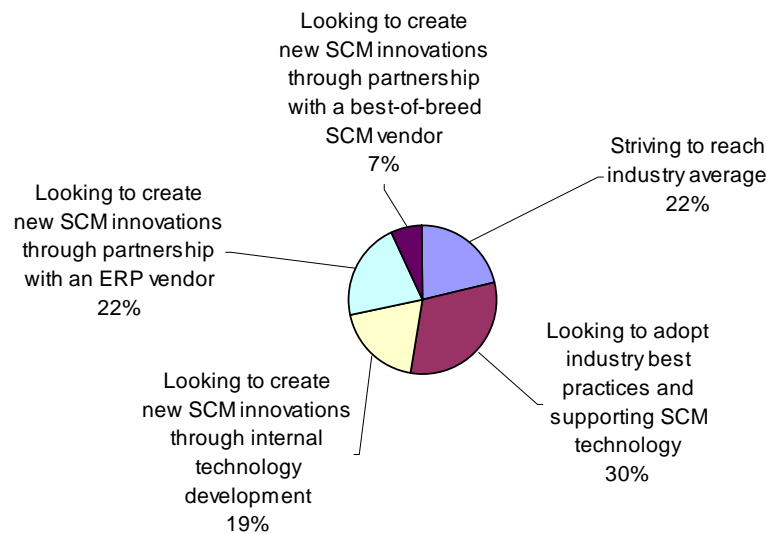 Looking to create
new SCM innovations
through partnership
with a best-of-breed
SCM vendor
7%
Striving to reach
industry average
22%
Looking to adopt
industry best
practices and
supporting SCM
technology
30%
Looking to create
new SCM innovations
through internal
technology
development
19%
Looking to create
new SCM innovations
through partnership
with an ERP vendor
22%